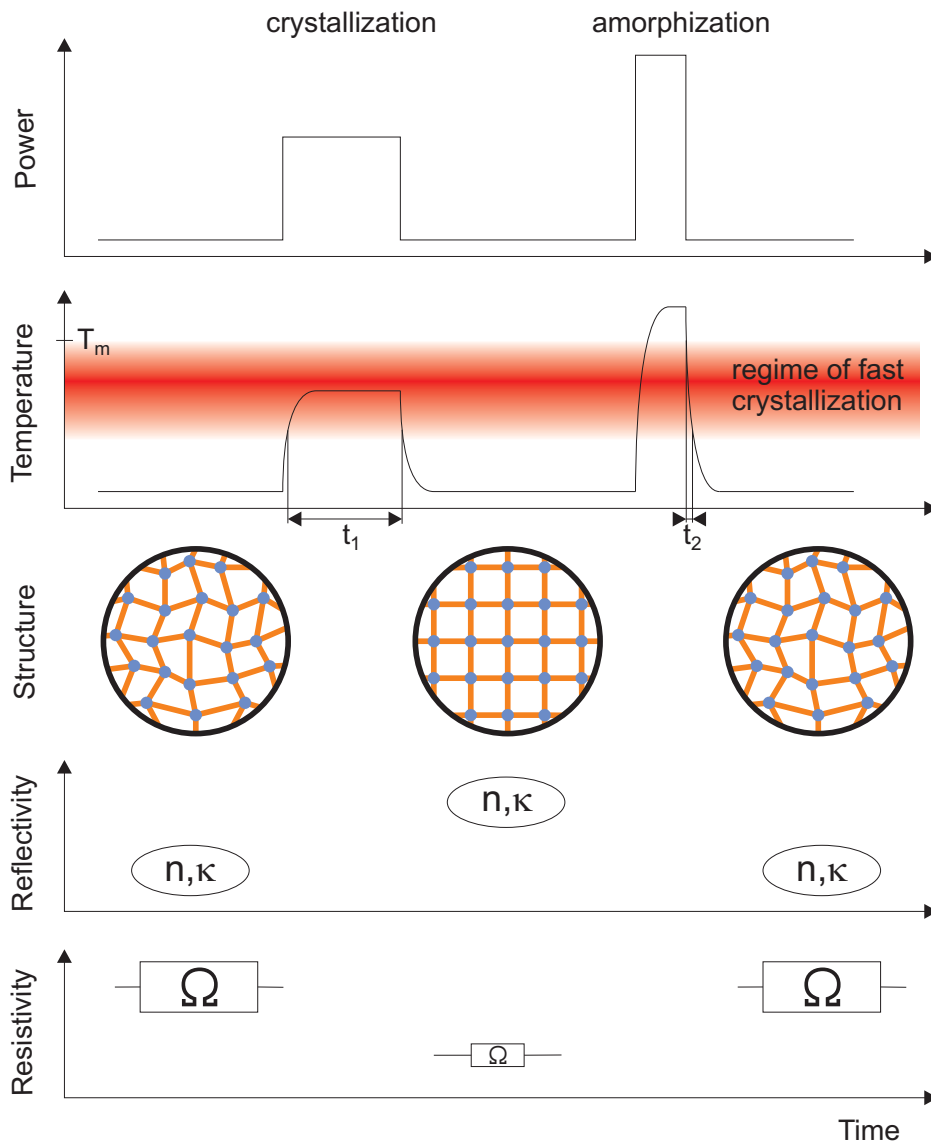 crystallization
amorphization
Power
Temperature
Tₘ
regime of fast
crystallization
t₁
t₂
Structure
Reflectivity
n,κ
n,κ
n,κ
Resistivity
Ω
Ω
Ω
Time